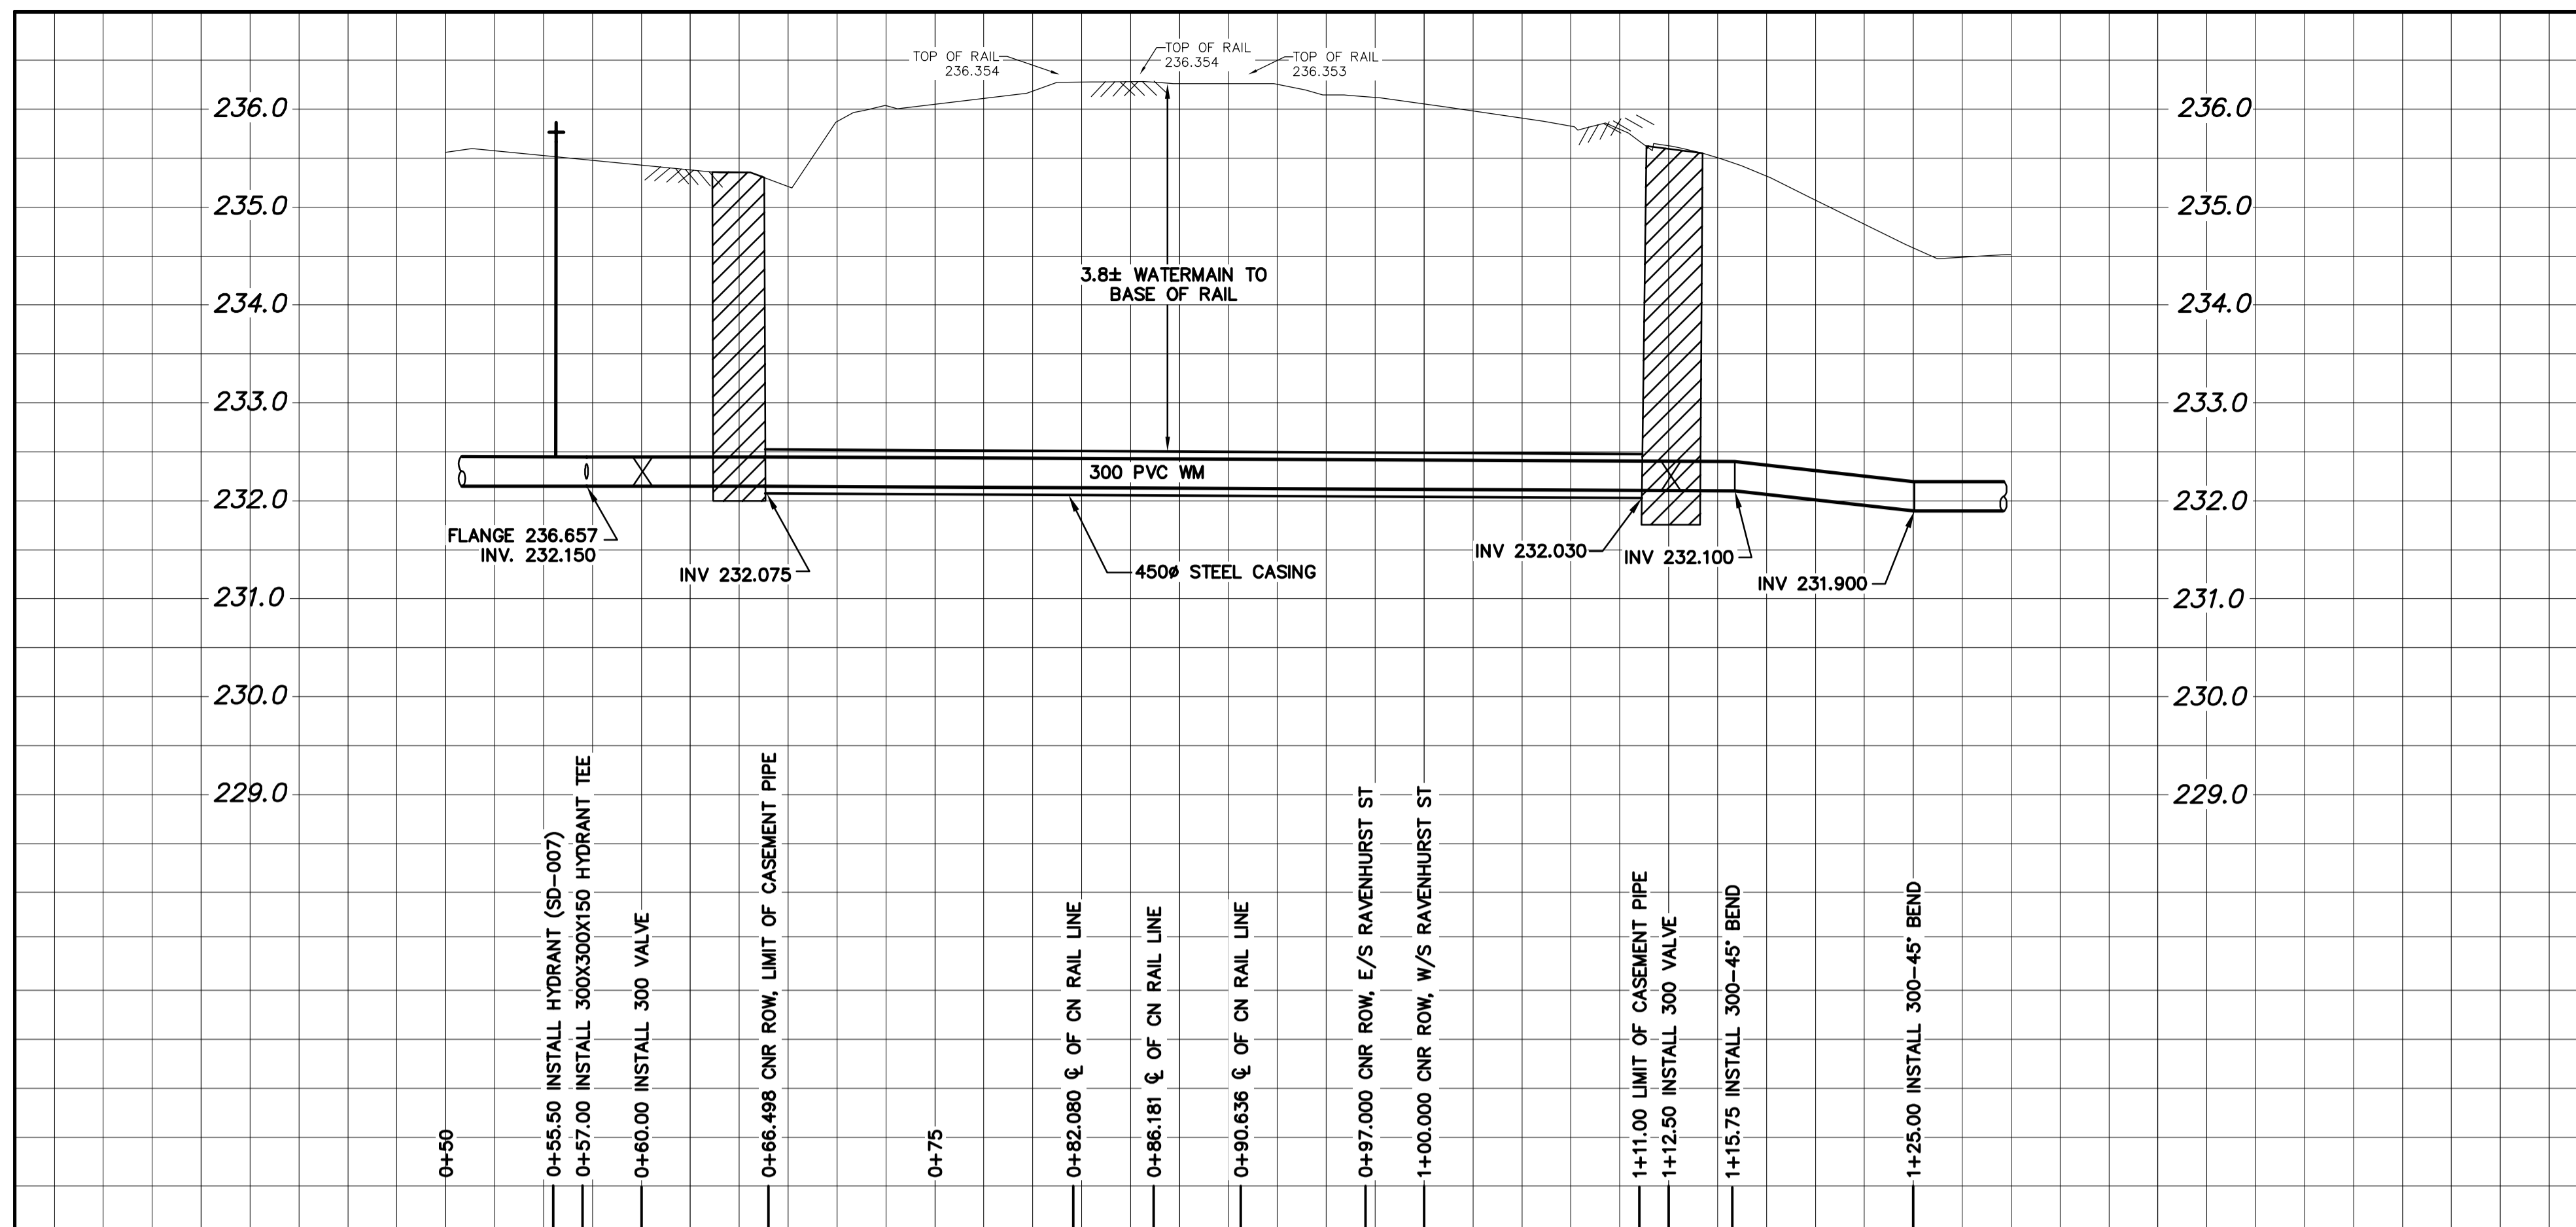 TOP OF RAIL
236.354
TOP OF RAIL
236.354
TOP OF RAIL
236.353
236.0
236.0
235.0
235.0
3.8± WATERMAIN TO
BASE OF RAIL
234.0
234.0
233.0
233.0
300 PVC WM
232.0
232.0
FLANGE 236.657
INV. 232.150
INV 232.075
450ø STEEL CASING
INV 232.030
INV 232.100
INV 231.900
231.0
231.0
230.0
230.0
229.0
229.0
0+50
0+55.50 INSTALL HYDRANT (SD-007)
0+57.00 INSTALL 300X300X150 HYDRANT TEE
0+60.00 INSTALL 300 VALVE
0+66.498 CNR ROW, LIMIT OF CASEMENT PIPE
0+75
0+82.080 ℄ OF CN RAIL LINE
0+86.181 ℄ OF CN RAIL LINE
0+90.636 ℄ OF CN RAIL LINE
0+97.000 CNR ROW, E/S RAVENHURST ST
1+00.000 CNR ROW, W/S RAVENHURST ST
1+11.00 LIMIT OF CASEMENT PIPE
1+12.50 INSTALL 300 VALVE
1+15.75 INSTALL 300-45° BEND
1+25.00 INSTALL 300-45° BEND